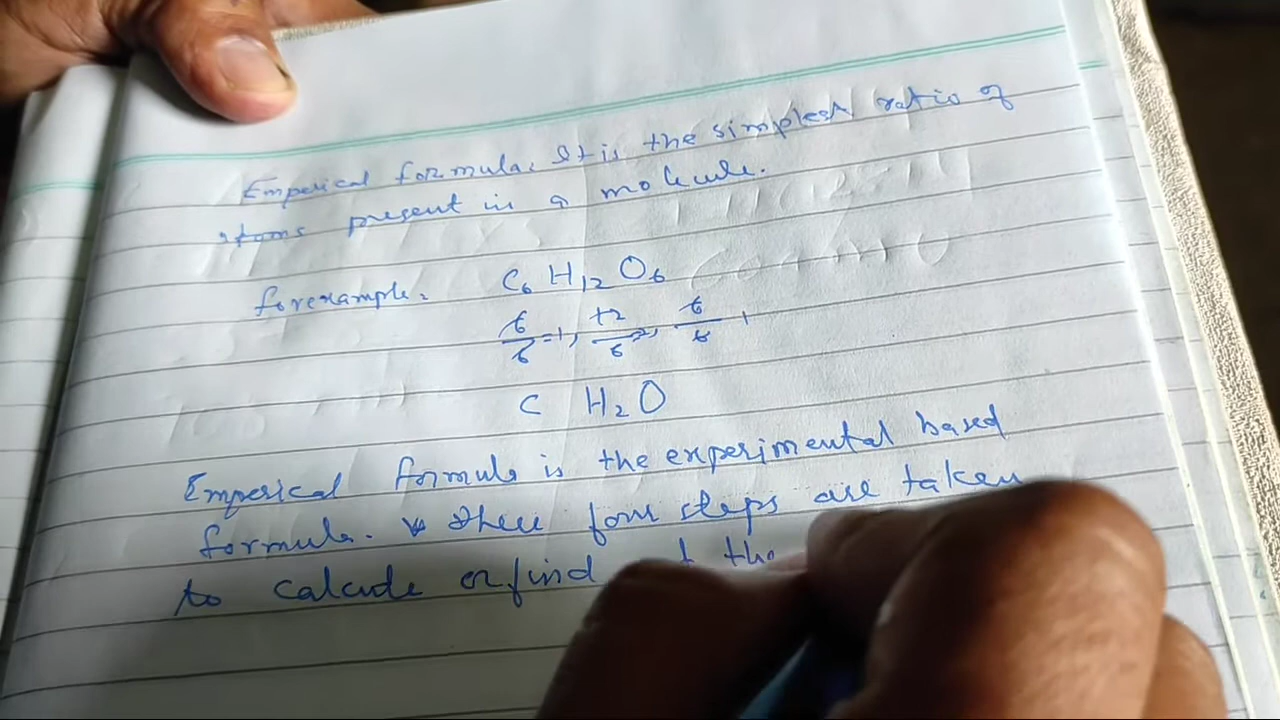 Emperical formula. It is the simplest ratio of
atoms present in a molecule.
for example. C6 H12 O6
6/6 = 1, 12/6 = 2, 6/6 1
C H2 O
Emperical formula is the experimental based
formula. there four steps are taken
to calcude or find the